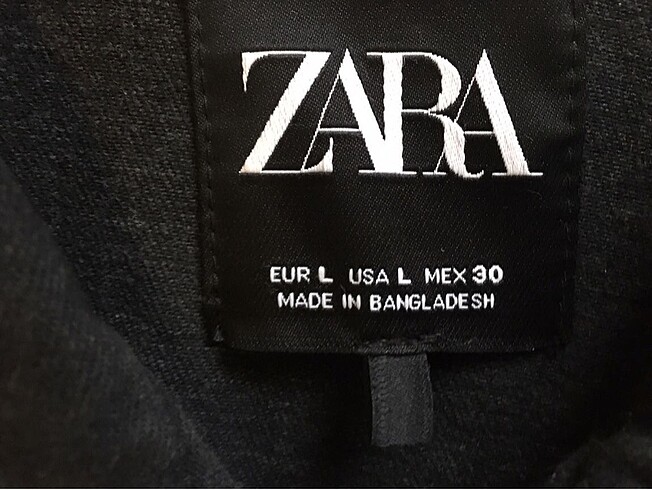 ZARA
EUR L USA L MEX 30
MADE IN BANGLADESH